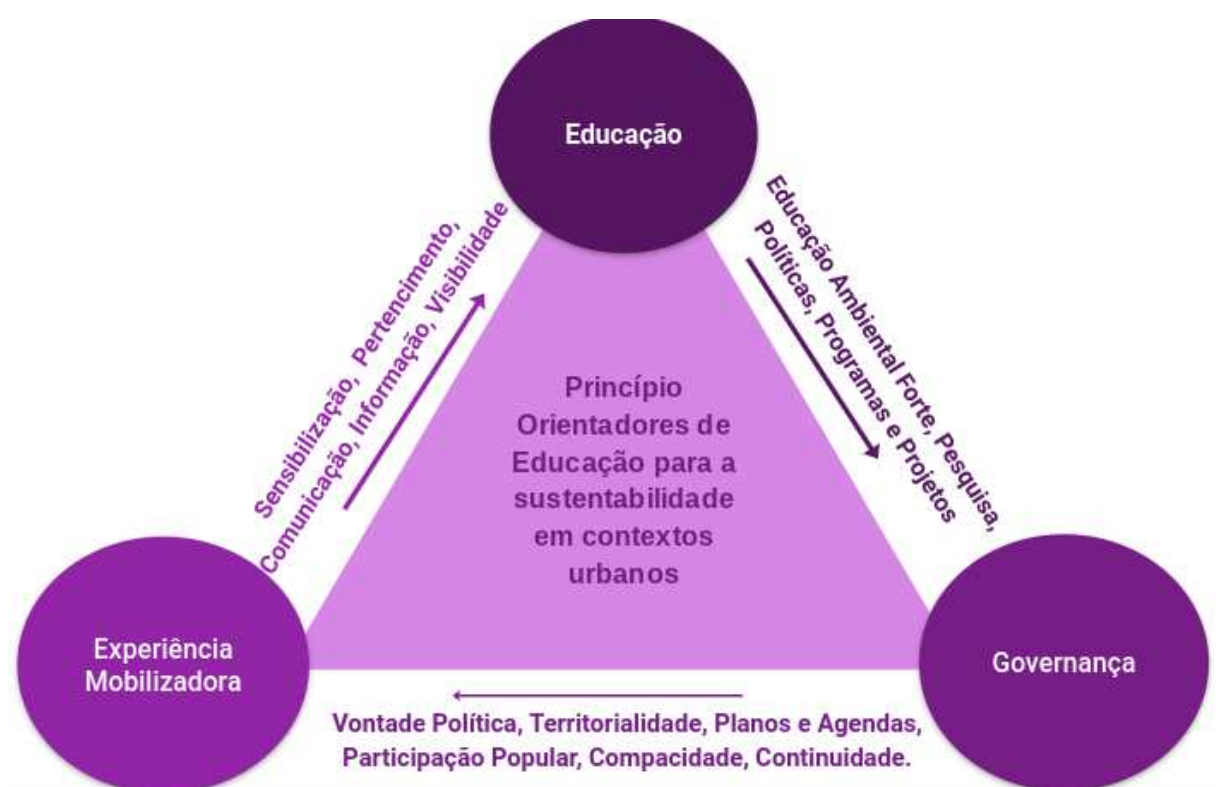 Educação
Sensibilização, Pertencimento,
Comunicação, Informação, Visibilidade
Educação Ambiental Forte, Pesquisa,
Políticas, Programas e Projetos
Princípio
Orientadores de
Educação para a
sustentabilidade
em contextos
urbanos
Experiência
Mobilizadora
Governança
Vontade Política, Territorialidade, Planos e Agendas,
Participação Popular, Compacidade, Continuidade.